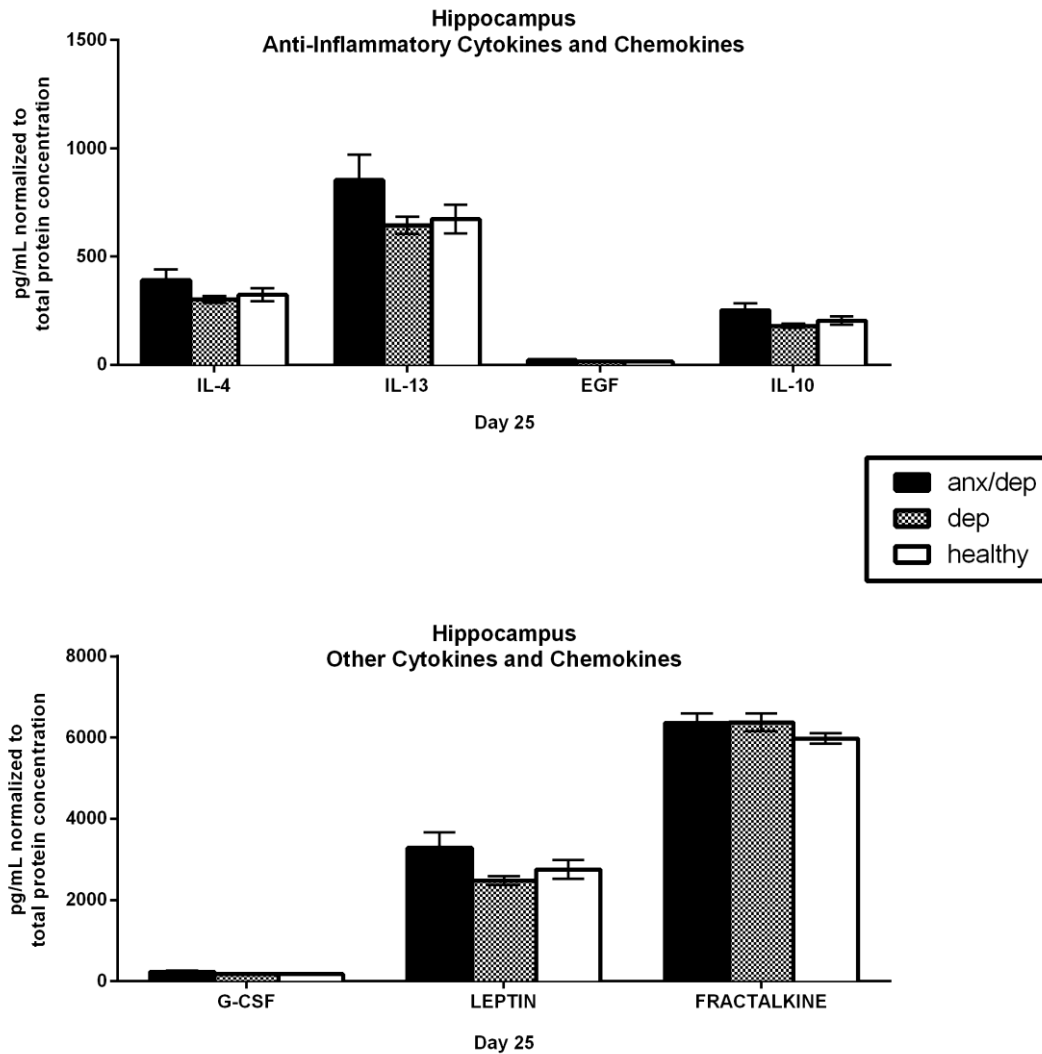 Hippocampus
Anti-Inflammatory Cytokines and Chemokines
pg/mL normalized to
total protein concentration
1500
1000
500
0
IL-4 IL-13 EGF IL-10
Day 25
anx/dep
dep
healthy
Hippocampus
Other Cytokines and Chemokines
pg/mL normalized to
total protein concentration
8000
6000
4000
2000
0
G-CSF LEPTIN FRACTALKINE
Day 25